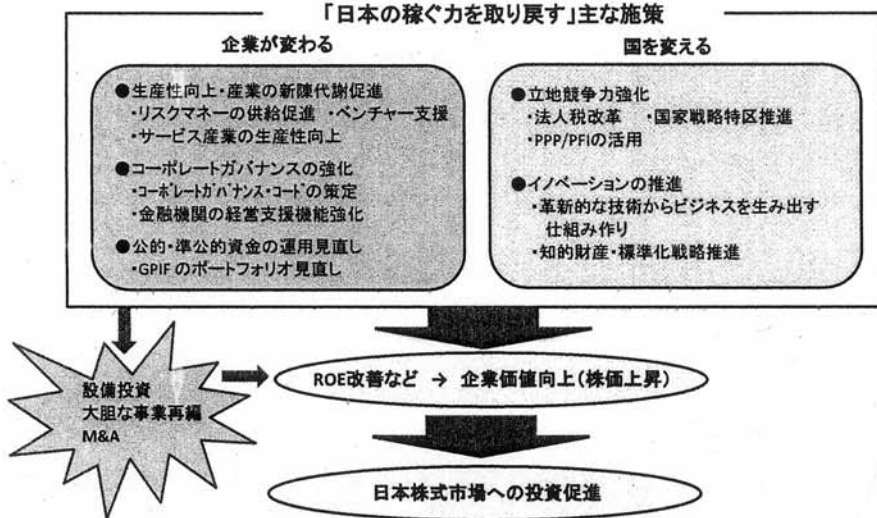 「日本の稼ぐ力を取り戻す」主な施策
企業が変わる
●生産性向上・産業の新陳代謝促進
・リスクマネーの供給促進 ・ベンチャー支援
・サービス産業の生産性向上
●コーポレートガバナンスの強化
・ｺｰﾎﾟﾚｰﾄｶﾞﾊﾞﾅﾝｽ・ｺｰﾄﾞの策定
・金融機関の経営支援機能強化
●公的・準公的資金の運用見直し
・GPIFのポートフォリオ見直し
国を変える
●立地競争力強化
・法人税改革 ・国家戦略特区推進
・PPP/PFIの活用
●イノベーションの推進
・革新的な技術からビジネスを生み出す
仕組み作り
・知的財産・標準化戦略推進
設備投資
大胆な事業再編
M&A
ROE改善など → 企業価値向上（株価上昇）
日本株式市場への投資促進